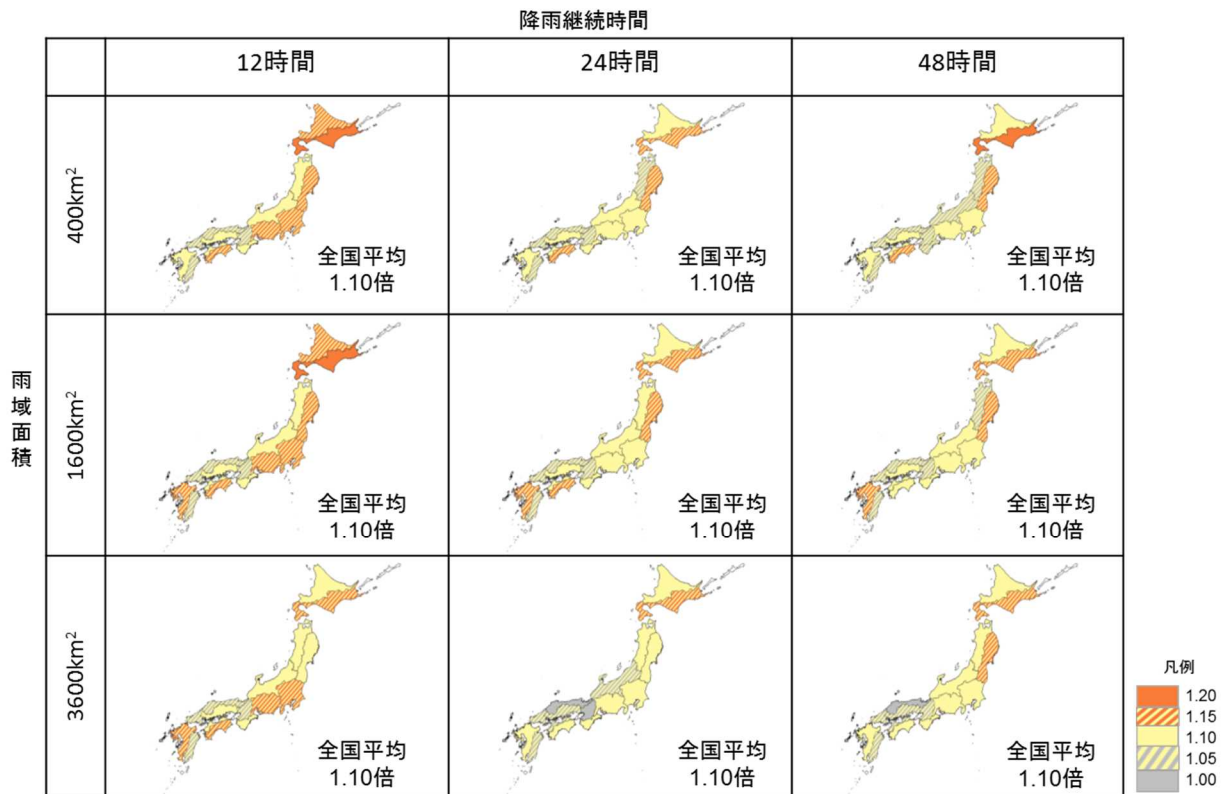 降雨継続時間
12時間
24時間
48時間
雨域面積
400km²
全国平均
1.10倍
全国平均
1.10倍
全国平均
1.10倍
1600km²
全国平均
1.10倍
全国平均
1.10倍
全国平均
1.10倍
3600km²
全国平均
1.10倍
全国平均
1.10倍
全国平均
1.10倍
凡例
1.20
1.15
1.10
1.05
1.00